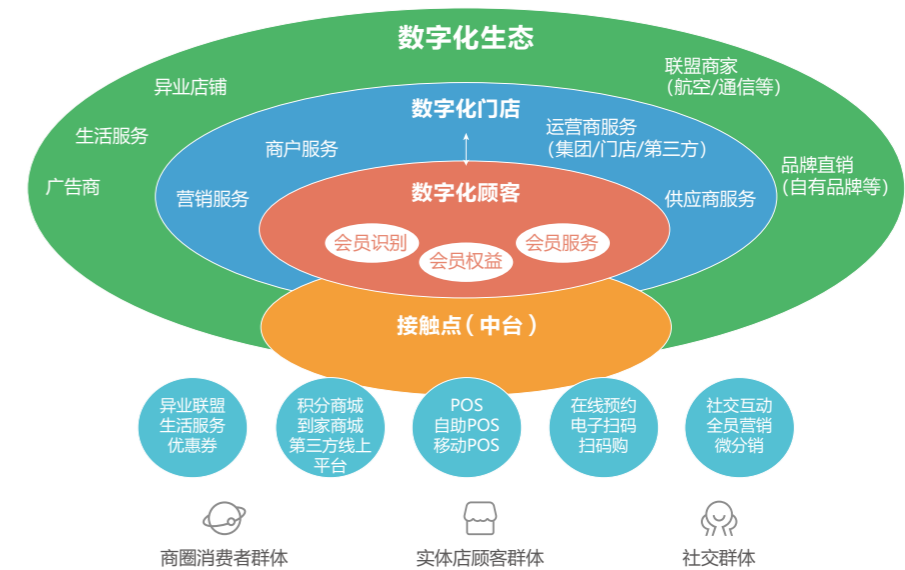 数字化生态
异业店铺
联盟商家
（航空/通信等）
生活服务
广告商
品牌直销
（自有品牌等）
数字化门店
商户服务
运营商服务
（集团/门店/第三方）
营销服务
供应商服务
数字化顾客
会员识别
会员权益
会员服务
接触点（中台）
异业联盟
生活服务
优惠券
积分商城
到家商城
第三方线上
平台
POS
自助POS
移动POS
在线预约
电子扫码
扫码购
社交互动
全员营销
微分销
商圈消费者群体
实体店顾客群体
社交群体